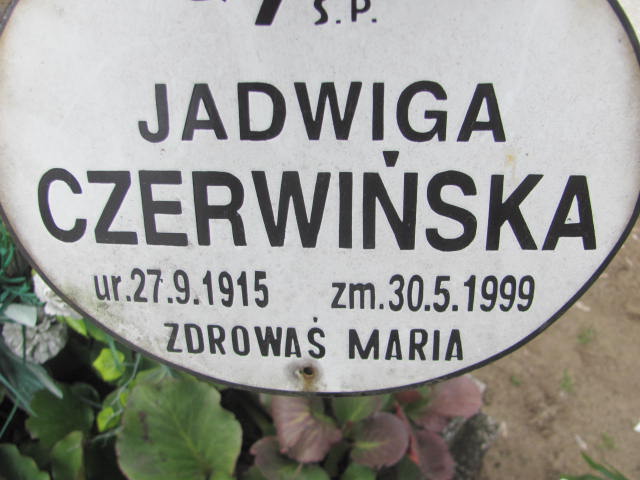 Ś.P.
JADWIGA
CZERWIŃSKA
ur.27.9.1915 zm.30.5.1999
ZDROWAŚ MARIA